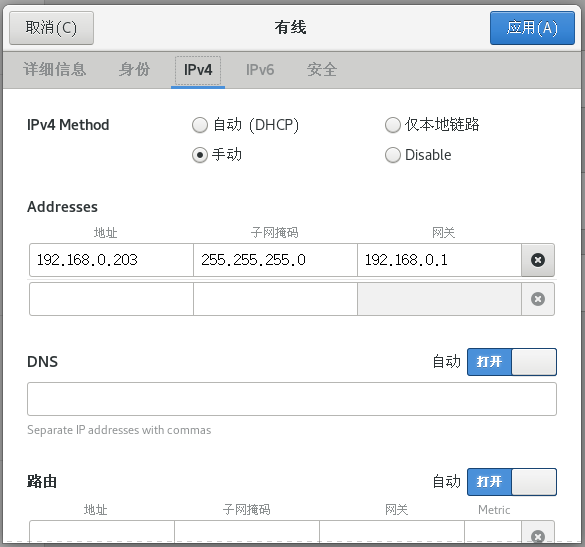 取消(C) 有线 应用(A)
详细信息 身份 IPv4 IPv6 安全
IPv4 Method 自动 (DHCP) 仅本地链路
手动 Disable
Addresses
地址 子网掩码 网关
192.168.0.203 255.255.255.0 192.168.0.1
DNS 自动 打开
Separate IP addresses with commas
路由 自动 打开
地址 子网掩码 网关 Metric